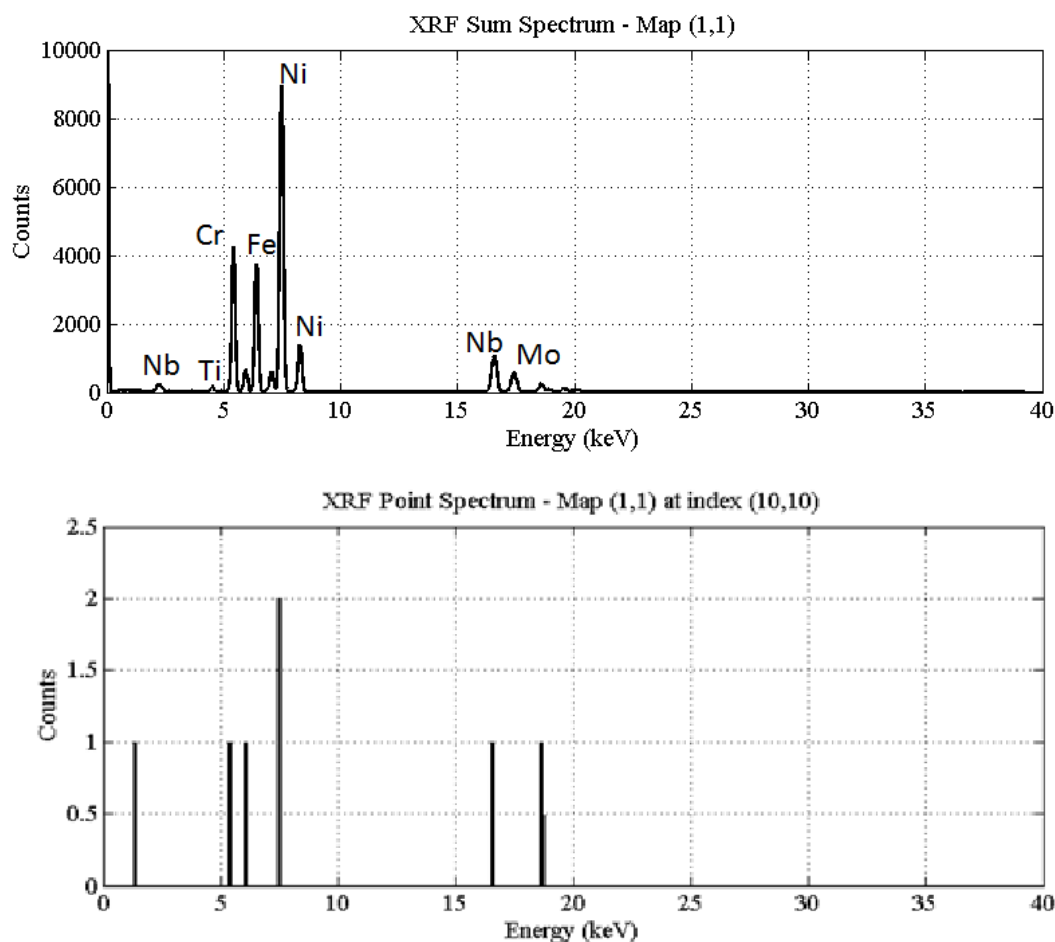 XRF Sum Spectrum - Map (1,1)
10000
8000
6000
4000
2000
0
Counts
Nb
Ti
Cr
Fe
Ni
Ni
Nb
Mo
0 5 10 15 20 25 30 35 40
Energy (keV)
XRF Point Spectrum - Map (1,1) at index (10,10)
2.5
2
1.5
1
0.5
0
Counts
0 5 10 15 20 25 30 35 40
Energy (keV)